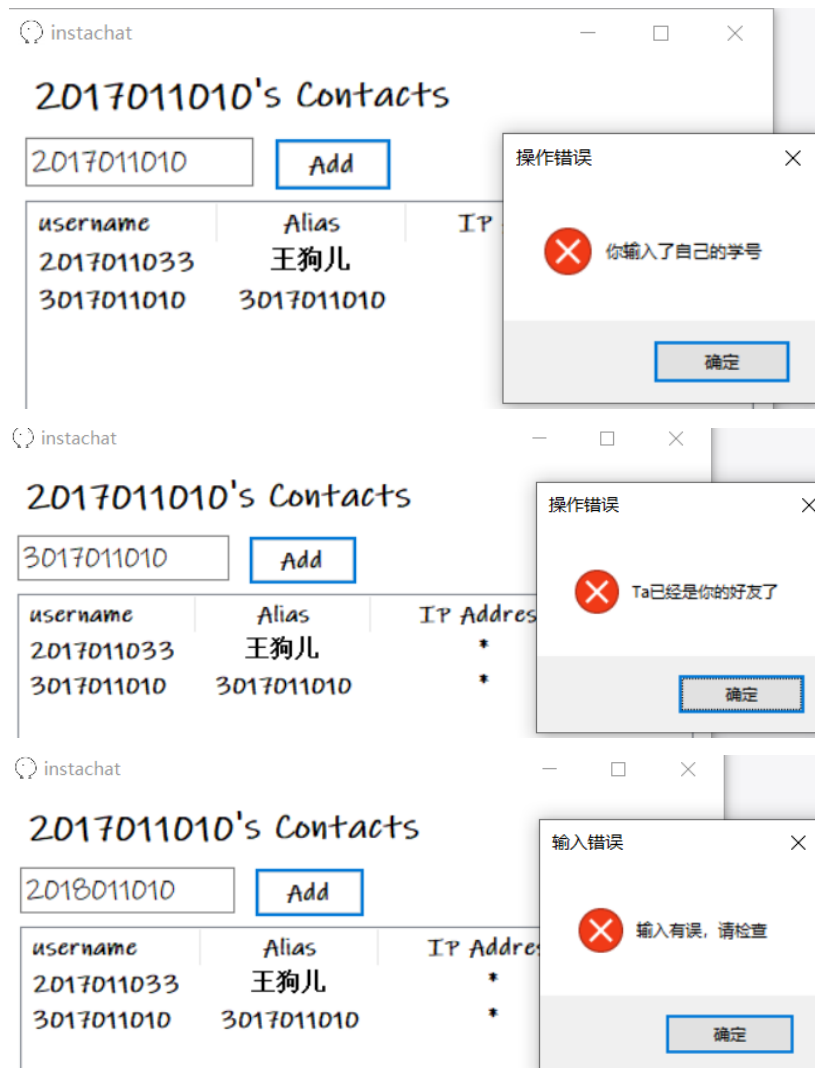 instachat
2017011010's Contacts
2017011010 Add
操作错误
username Alias IP
你输入了自己的学号
2017011033 王狗儿
3017011010 3017011010
确定
instachat
2017011010's Contacts
操作错误
3017011010 Add
Ta已经是你的好友了
username Alias IP Addres
2017011033 王狗儿 *
3017011010 3017011010 *
确定
instachat
2017011010's Contacts
输入错误
2018011010 Add
输入有误，请检查
username Alias IP Addre
2017011033 王狗儿 *
3017011010 3017011010 *
确定